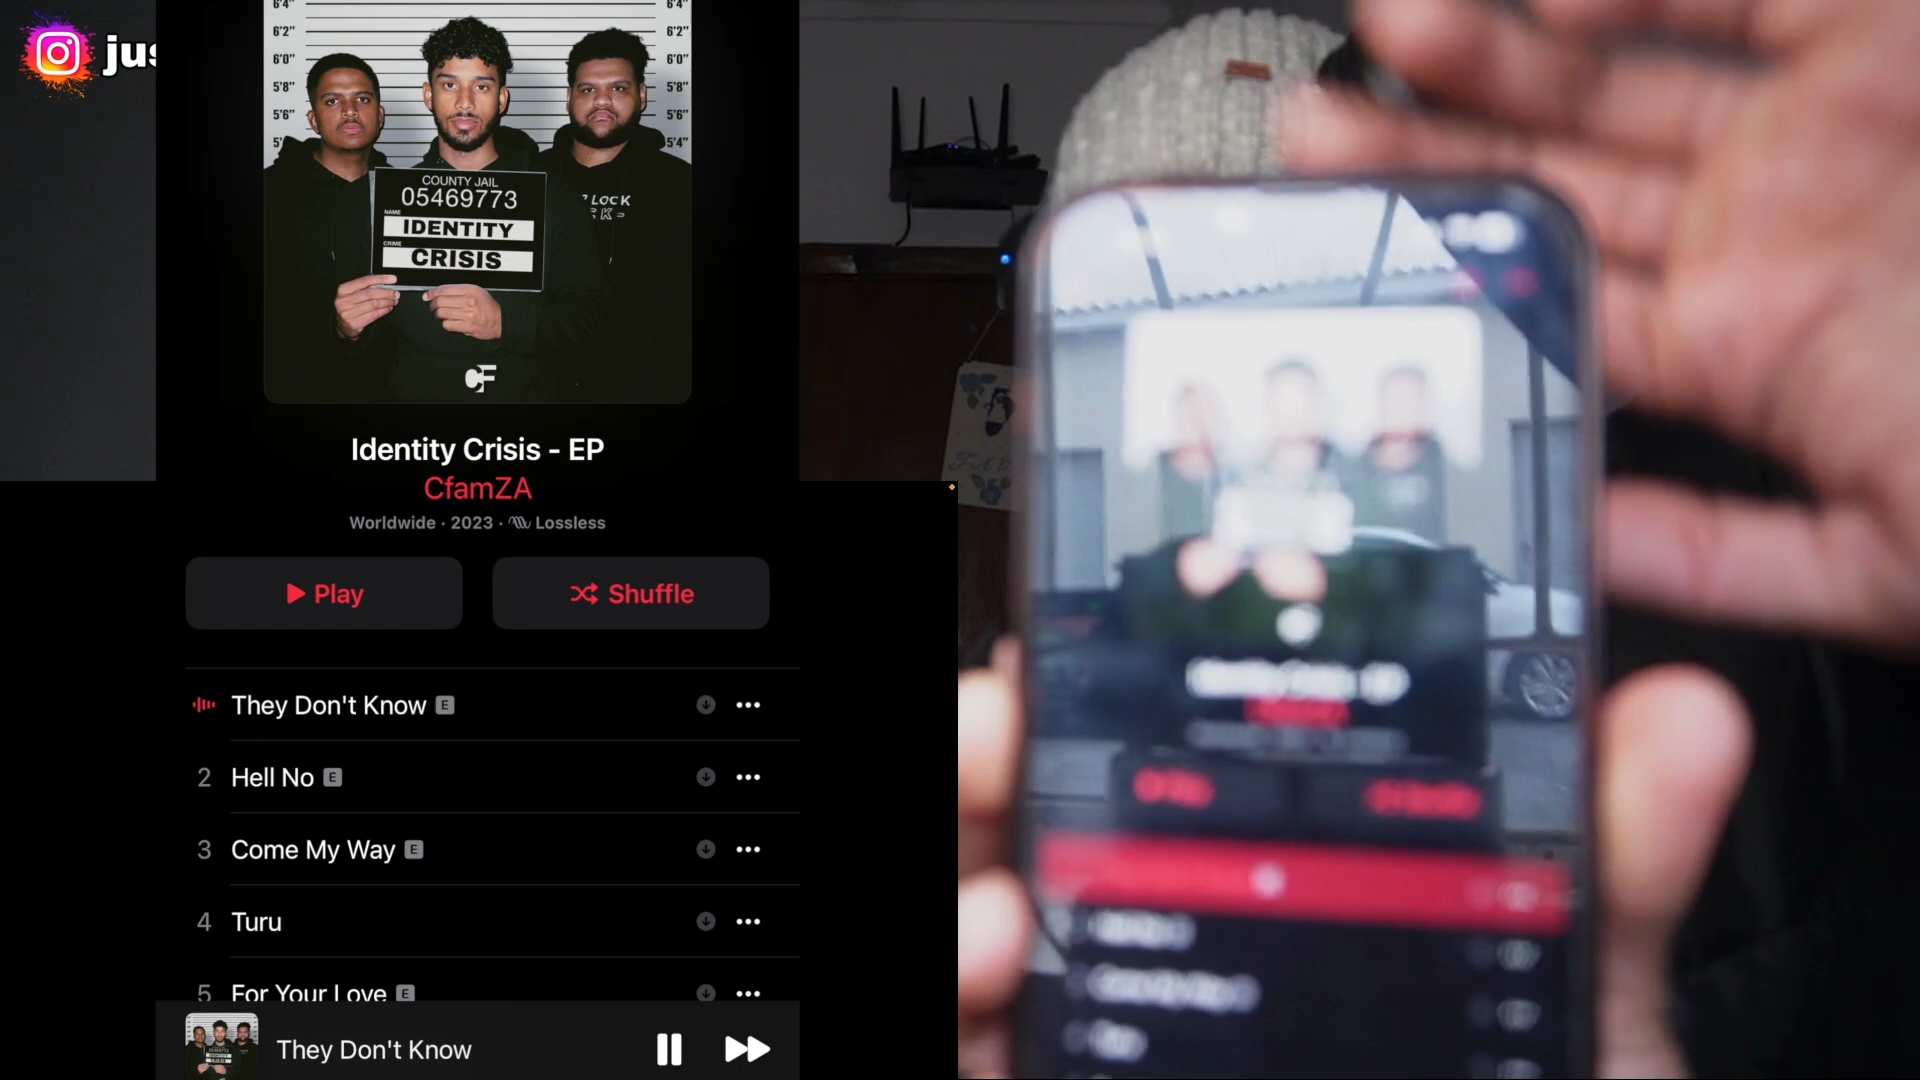 jus
6'4" 6'4"
6'2" 6'2"
6'0" 6'0"
5'8" 5'8"
5'6" 5'6"
5' 5'4"
COUNTY JAIL
05469773
NAME
IDENTITY
CRIME
CRISIS
LOCK
CF
Identity Crisis - EP
CfamZA
Worldwide · 2023 · Lossless
Play Shuffle
They Don't Know E
2 Hell No E
3 Come My Way E
4 Turu
5 For Your Love E
They Don't Know